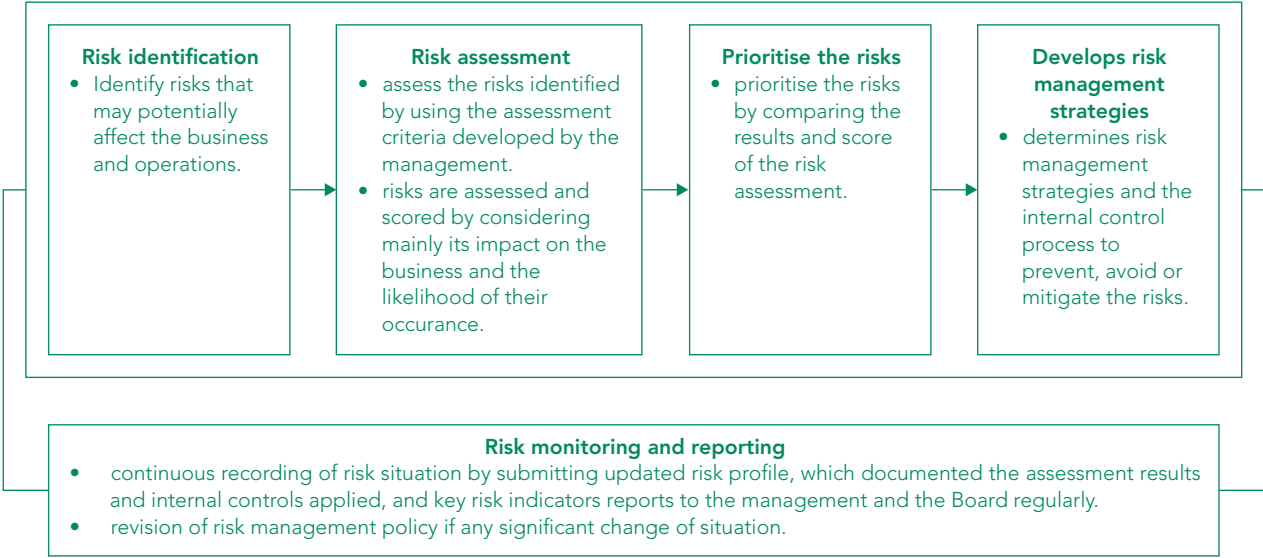 Risk identification
• Identify risks that
may potentially
affect the business
and operations.
Risk assessment
• assess the risks identified
by using the assessment
criteria developed by the
management.
• risks are assessed and
scored by considering
mainly its impact on the
business and the
likelihood of their
occurance.
Prioritise the risks
• prioritise the risks
by comparing the
results and score
of the risk
assessment.
Develops risk
management
strategies
• determines risk
management
strategies and the
internal control
process to
prevent, avoid or
mitigate the risks.
Risk monitoring and reporting
• continuous recording of risk situation by submitting updated risk profile, which documented the assessment results
and internal controls applied, and key risk indicators reports to the management and the Board regularly.
• revision of risk management policy if any significant change of situation.